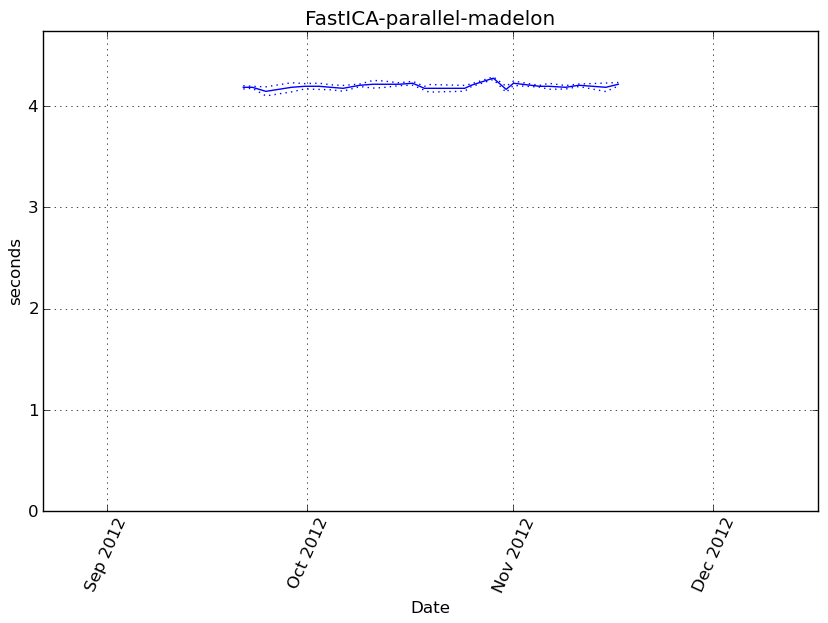 FastICA-parallel-madelon
seconds
4
3
2
1
0
Sep 2012
Oct 2012
Nov 2012
Dec 2012
Date